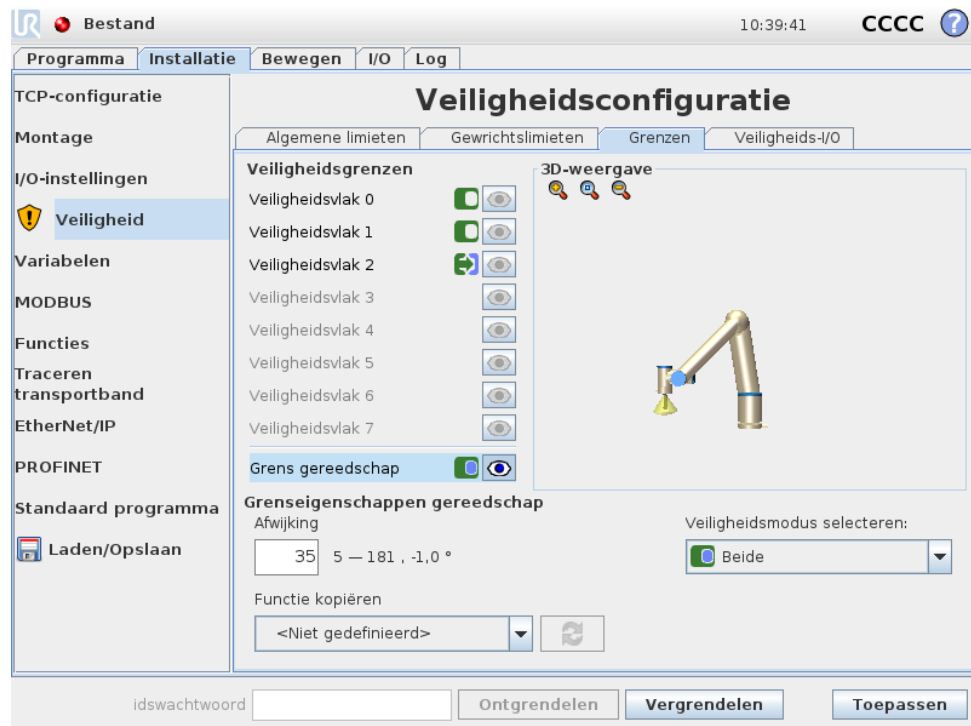 UR Bestand 10:39:41 CCCC ?
Programma Installatie Bewegen I/O Log
TCP-configuratie
Montage
I/O-instellingen
Veiligheid
Variabelen
MODBUS
Functies
Traceren
transportband
EtherNet/IP
PROFINET
Standaard programma
Laden/Opslaan
Veiligheidsconfiguratie
Algemene limieten Gewrichtslimieten Grenzen Veiligheids-I/O
Veiligheidsgrenzen
Veiligheidsvlak 0
Veiligheidsvlak 1
Veiligheidsvlak 2
Veiligheidsvlak 3
Veiligheidsvlak 4
Veiligheidsvlak 5
Veiligheidsvlak 6
Veiligheidsvlak 7
Grens gereedschap
3D-weergave
Grenseigenschappen gereedschap
Afwijking
35 5 — 181 , -1,0 °
Veiligheidsmodus selecteren:
Beide
Functie kopiëren
<Niet gedefinieerd>
idswachtwoord Ontgrendelen Vergrendelen Toepassen